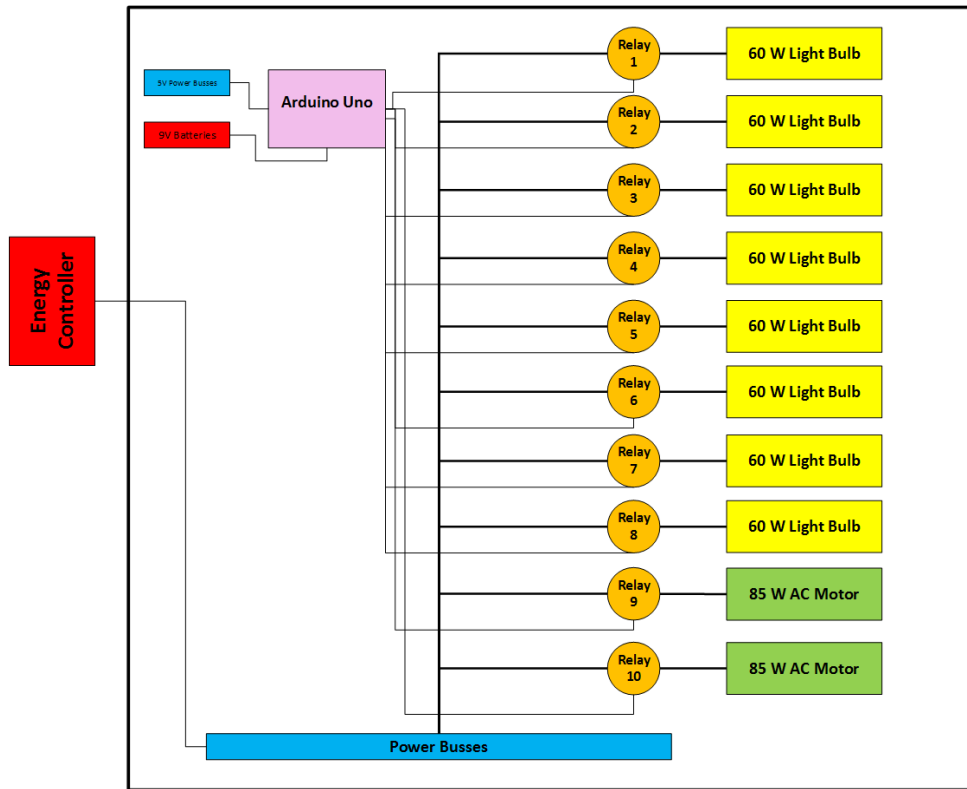 Relay
1
60 W Light Bulb
5V Power Busses
Arduino Uno
9V Batteries
Relay
2
60 W Light Bulb
Relay
3
60 W Light Bulb
Energy
Controller
Relay
4
60 W Light Bulb
Relay
5
60 W Light Bulb
Relay
6
60 W Light Bulb
Relay
7
60 W Light Bulb
Relay
8
60 W Light Bulb
Relay
9
85 W AC Motor
Relay
10
85 W AC Motor
Power Busses